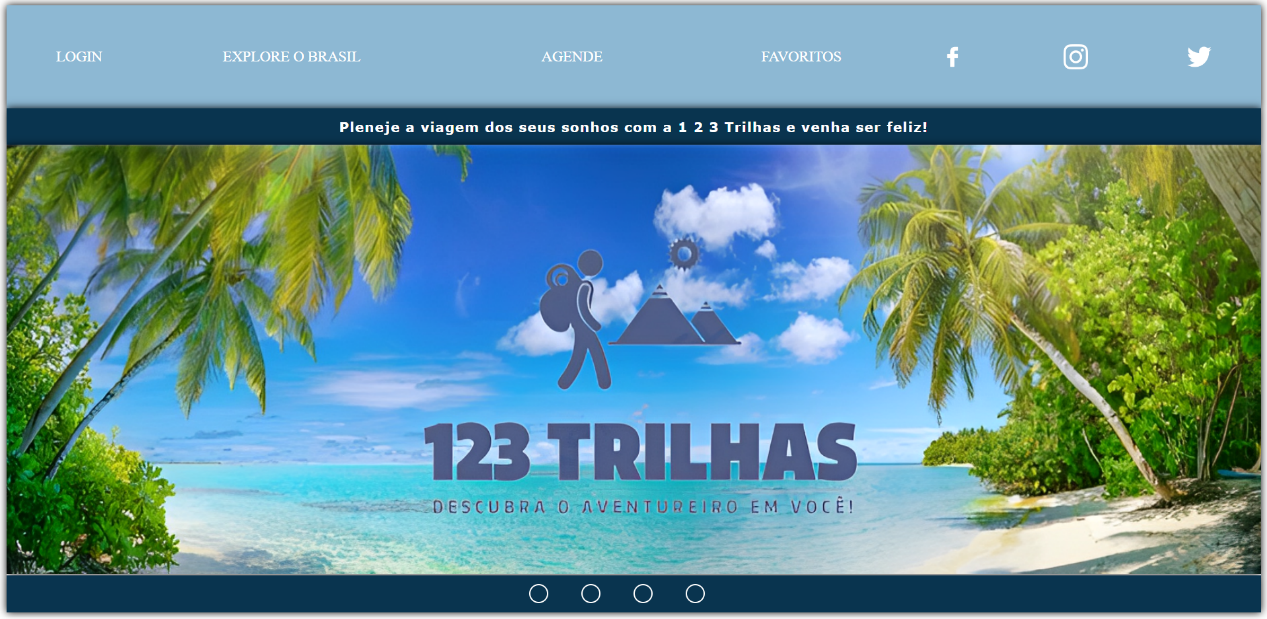 LOGIN EXPLORE O BRASIL AGENDE FAVORITOS
Pleneje a viagem dos seus sonhos com a 1 2 3 Trilhas e venha ser feliz!
123 TRILHAS
DESCUBRA O AVENTUREIRO EM VOCÊ!